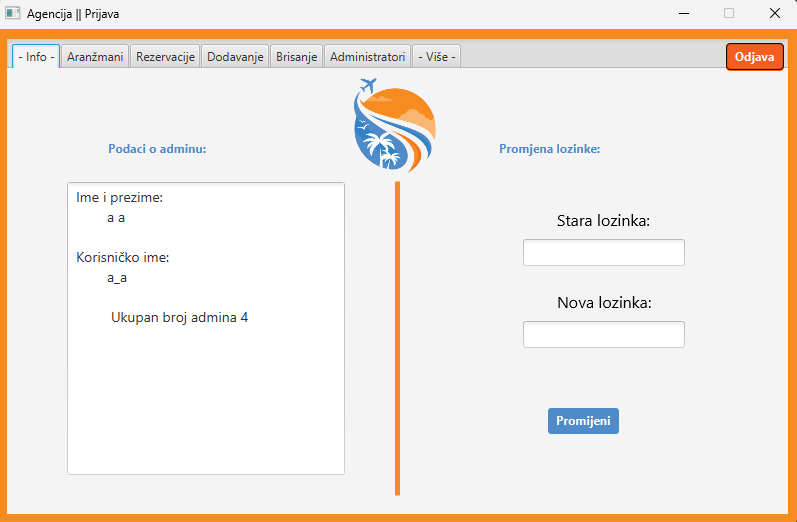 Agencija || Prijava
- Info -
Aranžmani
Rezervacije
Dodavanje
Brisanje
Administratori
- Više -
Odjava
Podaci o adminu:
Ime i prezime:
a a
Korisničko ime:
a_a
Ukupan broj admina 4
Promjena lozinke:
Stara lozinka:
Nova lozinka:
Promijeni